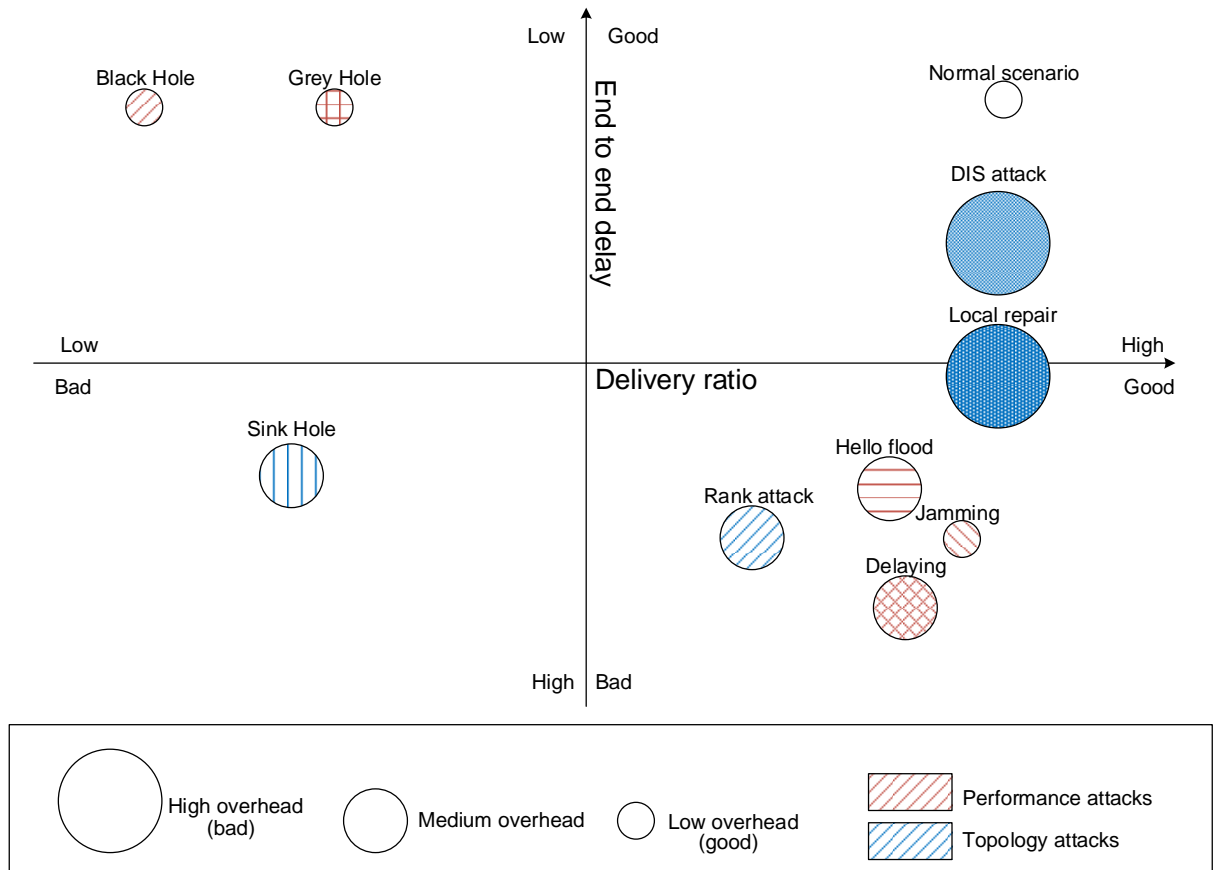 Low
Good
Black Hole
Grey Hole
Normal scenario
End to end delay
DIS attack
Local repair
Low
High
Bad
Delivery ratio
Good
Sink Hole
Hello flood
Rank attack
Jamming
Delaying
High
Bad
High overhead
(bad)
Medium overhead
Low overhead
(good)
Performance attacks
Topology attacks